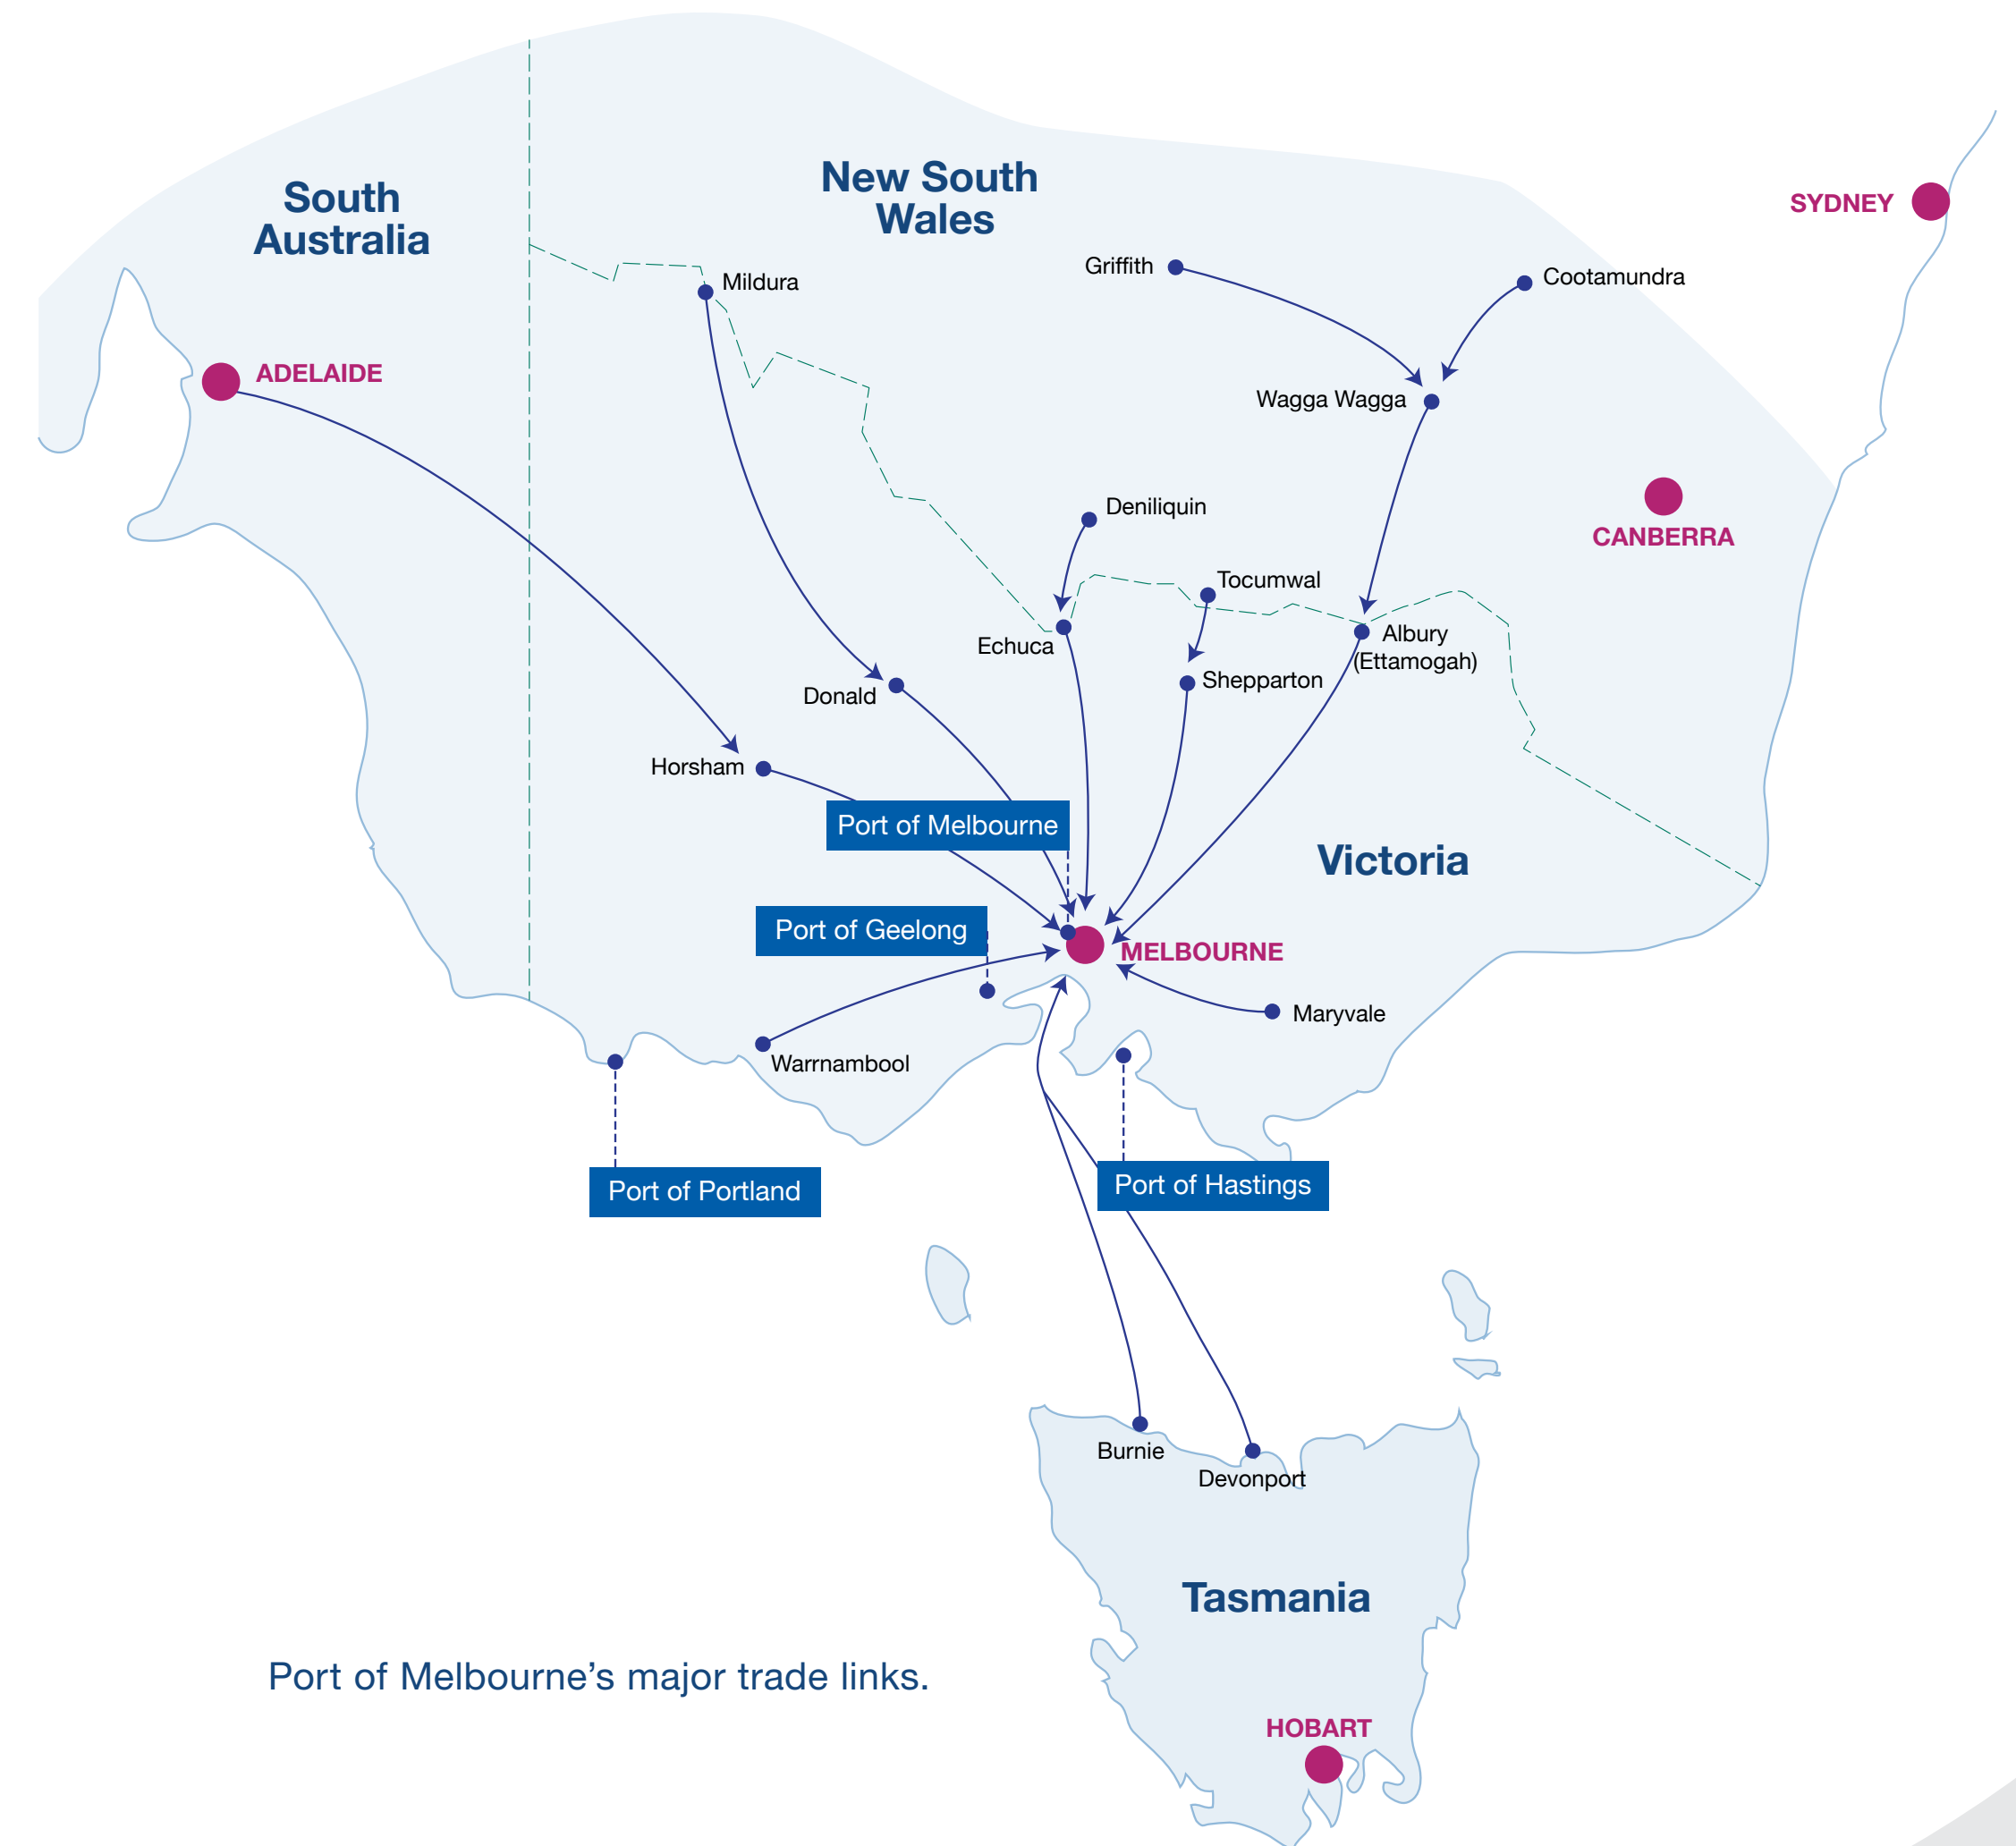 New South
Wales
South
Australia
SYDNEY
Griffith
Cootamundra
Mildura
ADELAIDE
Wagga Wagga
Deniliquin
CANBERRA
Tocumwal
Echuca
Albury
(Ettamogah)
Shepparton
Donald
Horsham
Port of Melbourne
Victoria
Port of Geelong
MELBOURNE
Maryvale
Warrnambool
Port of Portland
Port of Hastings
Burnie
Devonport
Tasmania
Port of Melbourne’s major trade links.
HOBART